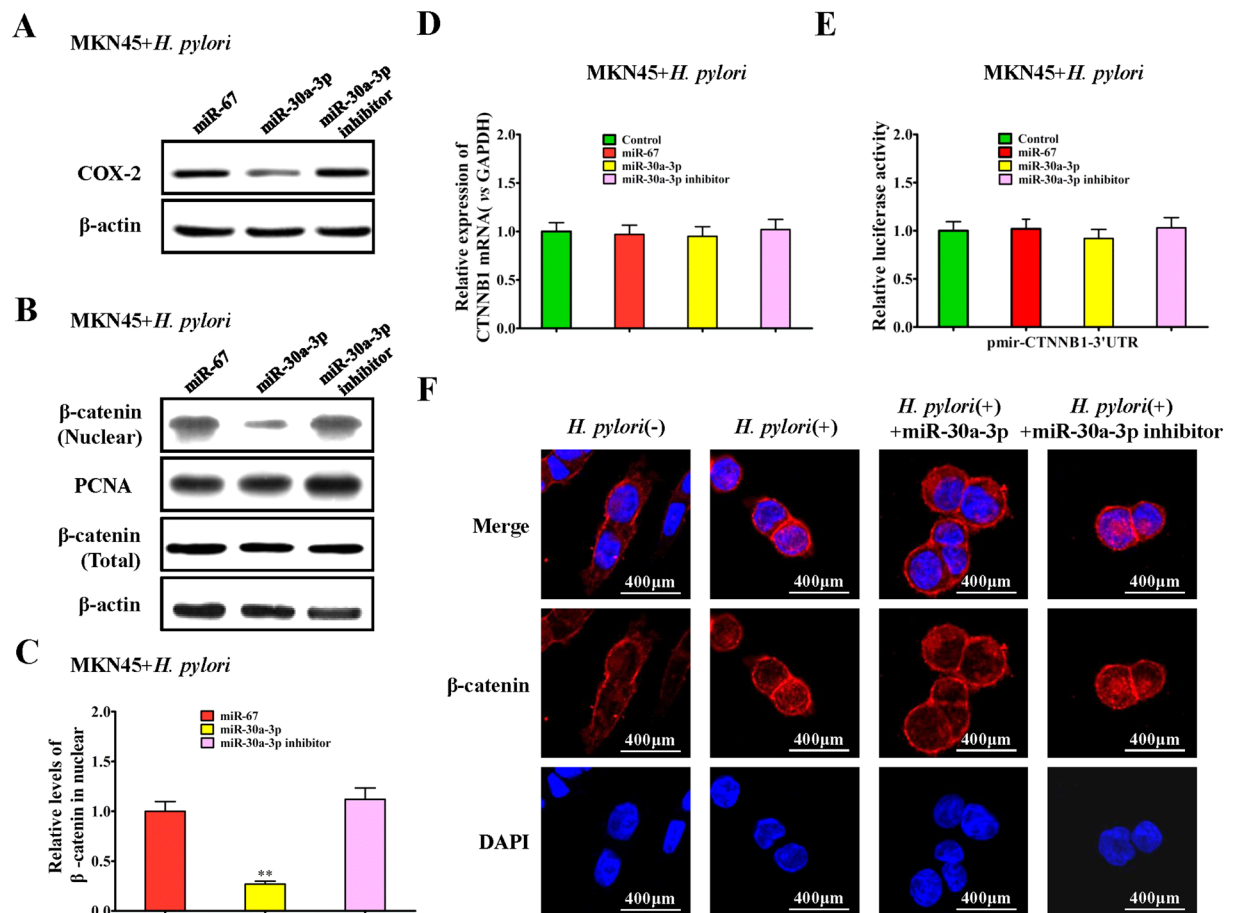 A
MKN45+H. pylori
miR-67
miR-30a-3p
miR-30a-3p
inhibitor
COX-2
β-actin
B
MKN45+H. pylori
miR-67
miR-30a-3p
miR-30a-3p
inhibitor
β-catenin
(Nuclear)
PCNA
β-catenin
(Total)
β-actin
C
MKN45+H. pylori
Relative levels of
β -catenin in nuclear
2.0
1.5
1.0
0.5
0.0
miR-67
miR-30a-3p
miR-30a-3p inhibitor
**
D
MKN45+H. pylori
Relative expression of
CTNNB1 mRNA( vs GAPDH)
2.0
1.5
1.0
0.5
0.0
Control
miR-67
miR-30a-3p
miR-30a-3p inhibitor
E
MKN45+H. pylori
Relative luciferase activity
2.0
1.5
1.0
0.5
0.0
Control
miR-67
miR-30a-3p
miR-30a-3p inhibitor
pmir-CTNNB1-3'UTR
F
H. pylori(-)
H. pylori(+)
H. pylori(+)
+miR-30a-3p
H. pylori(+)
+miR-30a-3p inhibitor
Merge
400μm
400μm
400μm
400μm
β-catenin
400μm
400μm
400μm
400μm
DAPI
400μm
400μm
400μm
400μm